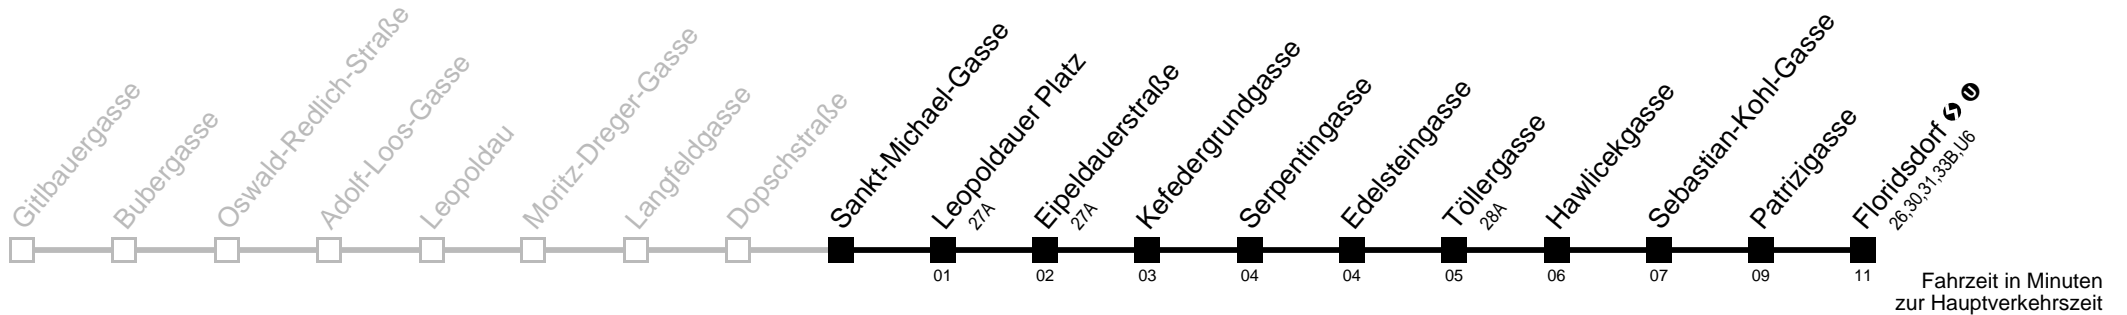 Gitlbauergasse
Bubergasse
Oswald-Redlich-Straße
Adolf-Loos-Gasse
Leopoldau
Moritz-Dreger-Gasse
Langfeldgasse
Dopschstraße
Sankt-Michael-Gasse
Leopoldauer Platz
27A
Eipeldauerstraße
27A
Kefedergrundgasse
Serpentingasse
Edelsteingasse
Töllergasse
28A
Hawlicekgasse
Sebastian-Kohl-Gasse
Patrizigasse
Floridsdorf S U
26,30,31,33B,U6
01 02 03 04 04 05 06 07 09 11
Fahrzeit in Minuten
zur Hauptverkehrszeit